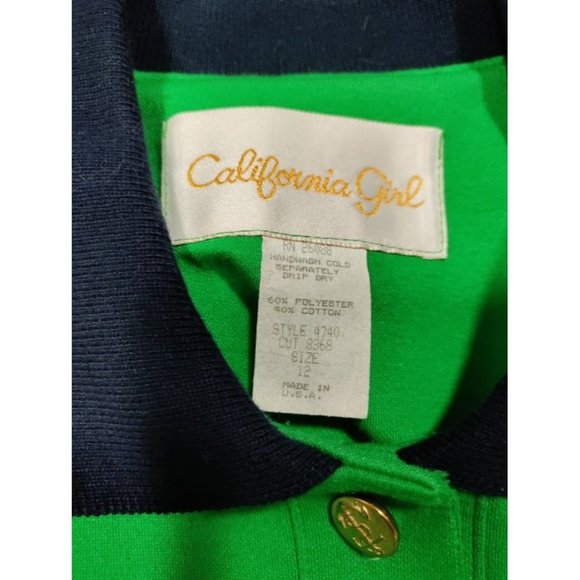 California Girl
RN 26088
HANDWASH COLD
SEPARATELY
DRIP DRY
60% POLYESTER
40% COTTON
STYLE 4740
CUT 8368
SIZE
12
MADE IN
U.S.A.